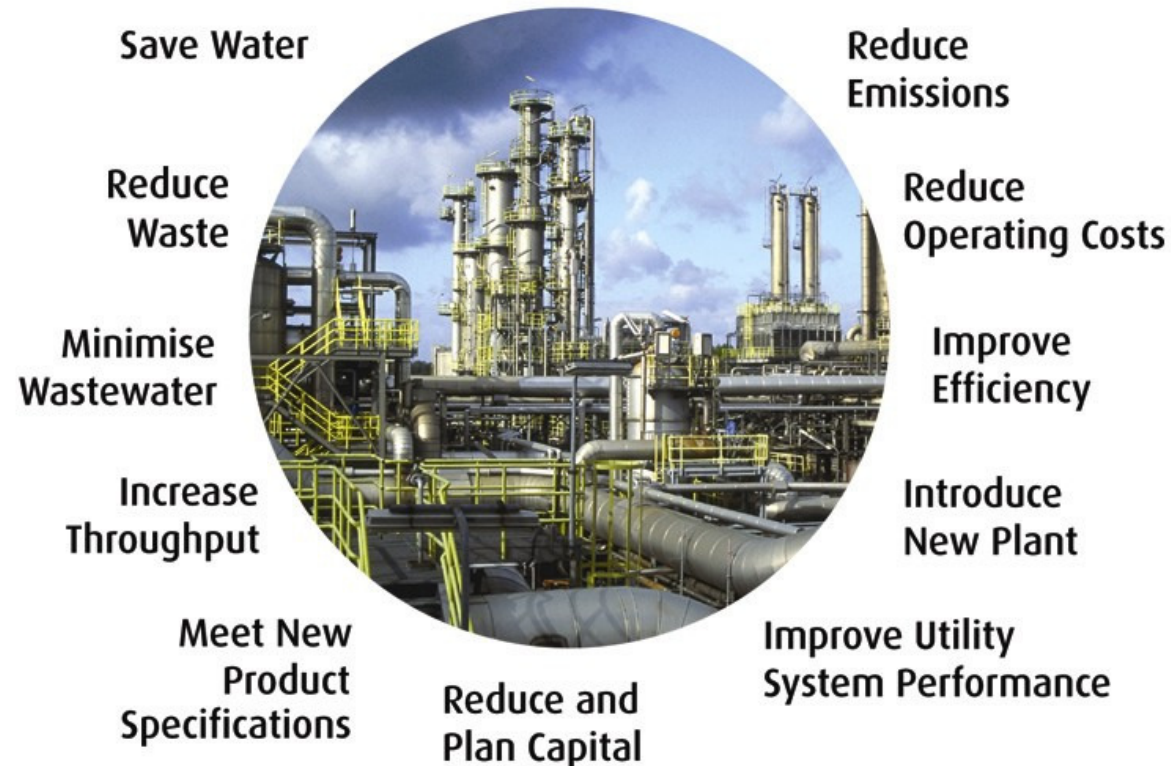 Save Water
Reduce
Emissions
Reduce
Waste
Reduce
Operating Costs
Minimise
Wastewater
Improve
Efficiency
Increase
Throughput
Introduce
New Plant
Meet New
Product
Specifications
Improve Utility
System Performance
Reduce and
Plan Capital